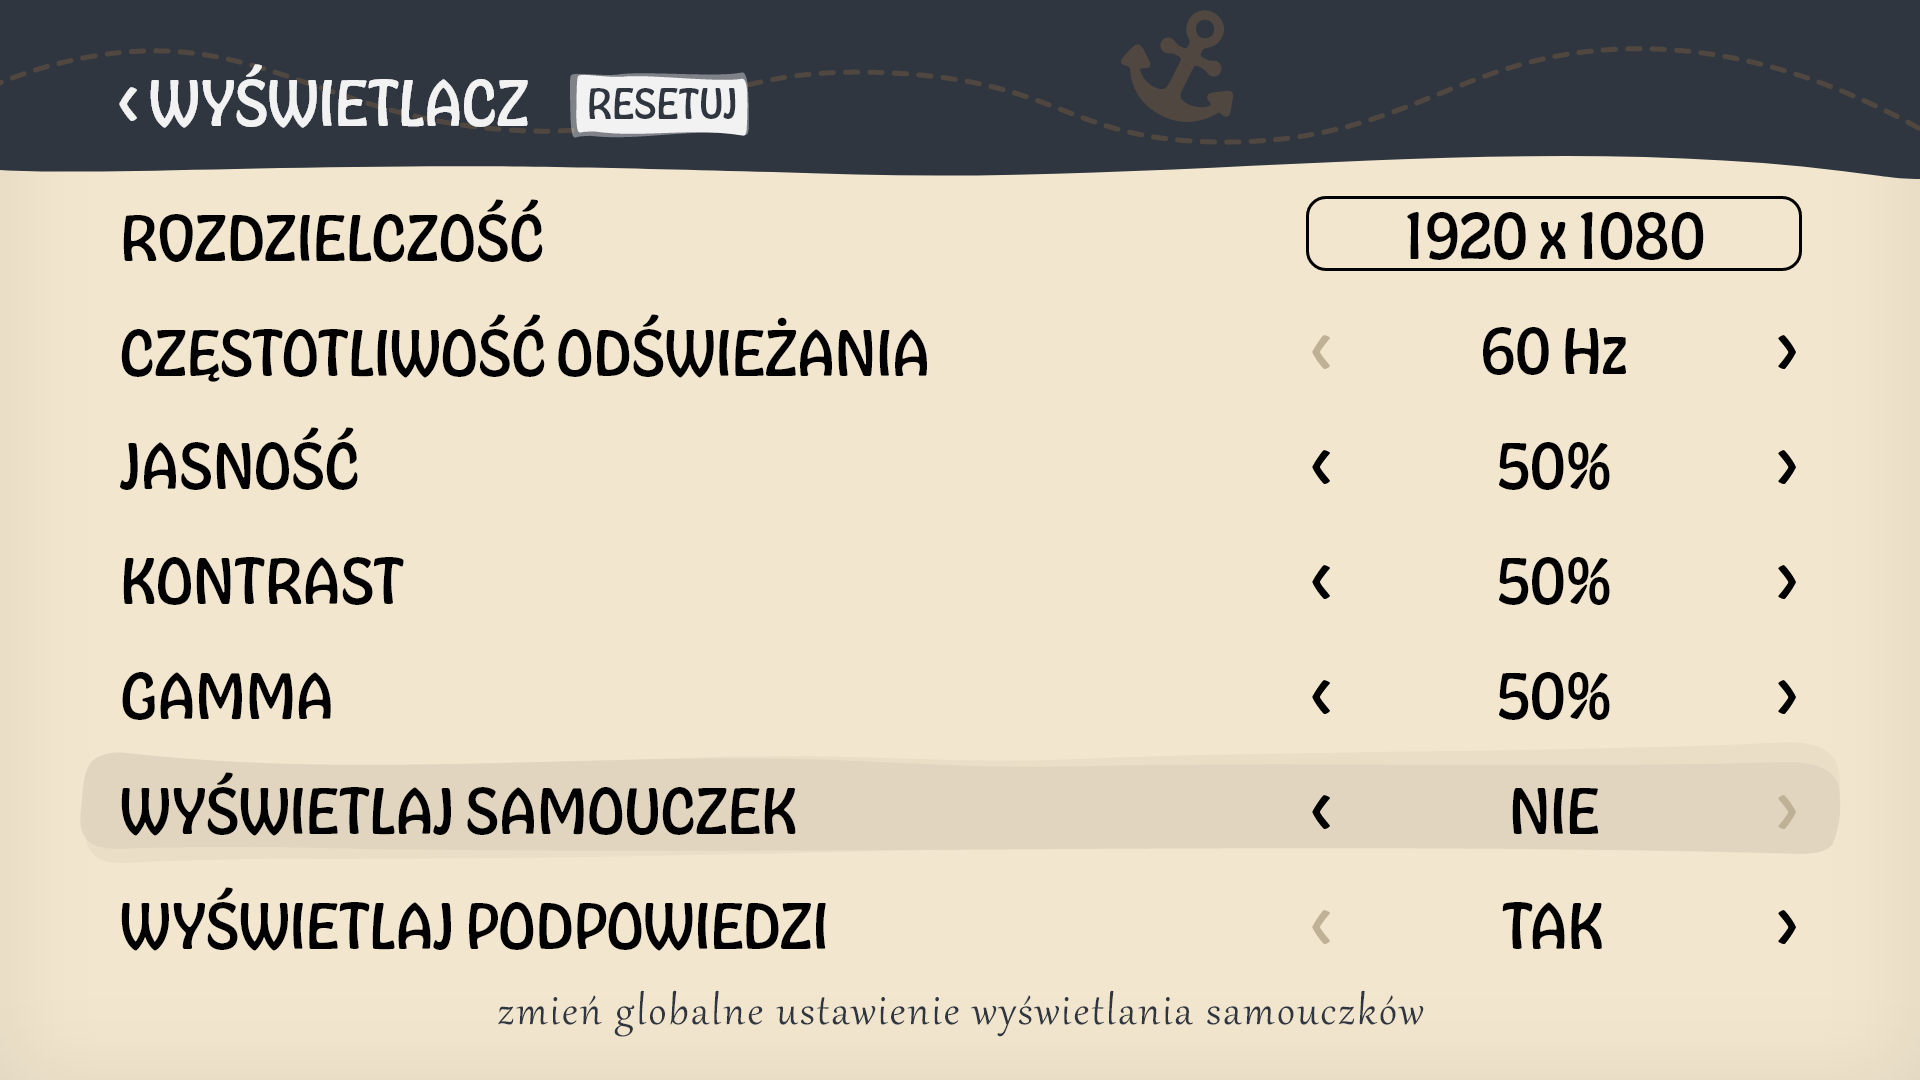 ‹ WYŚWIETLACZ RESETUJ
ROZDZIELCZOŚĆ 1920 x 1080
CZĘSTOTLIWOŚĆ ODŚWIEŻANIA ‹ 60 Hz ›
JASNOŚĆ ‹ 50% ›
KONTRAST ‹ 50% ›
GAMMA ‹ 50% ›
WYŚWIETLAJ SAMOUCZEK ‹ NIE ›
WYŚWIETLAJ PODPOWIEDZI ‹ TAK ›
zmień globalne ustawienie wyświetlania samouczków